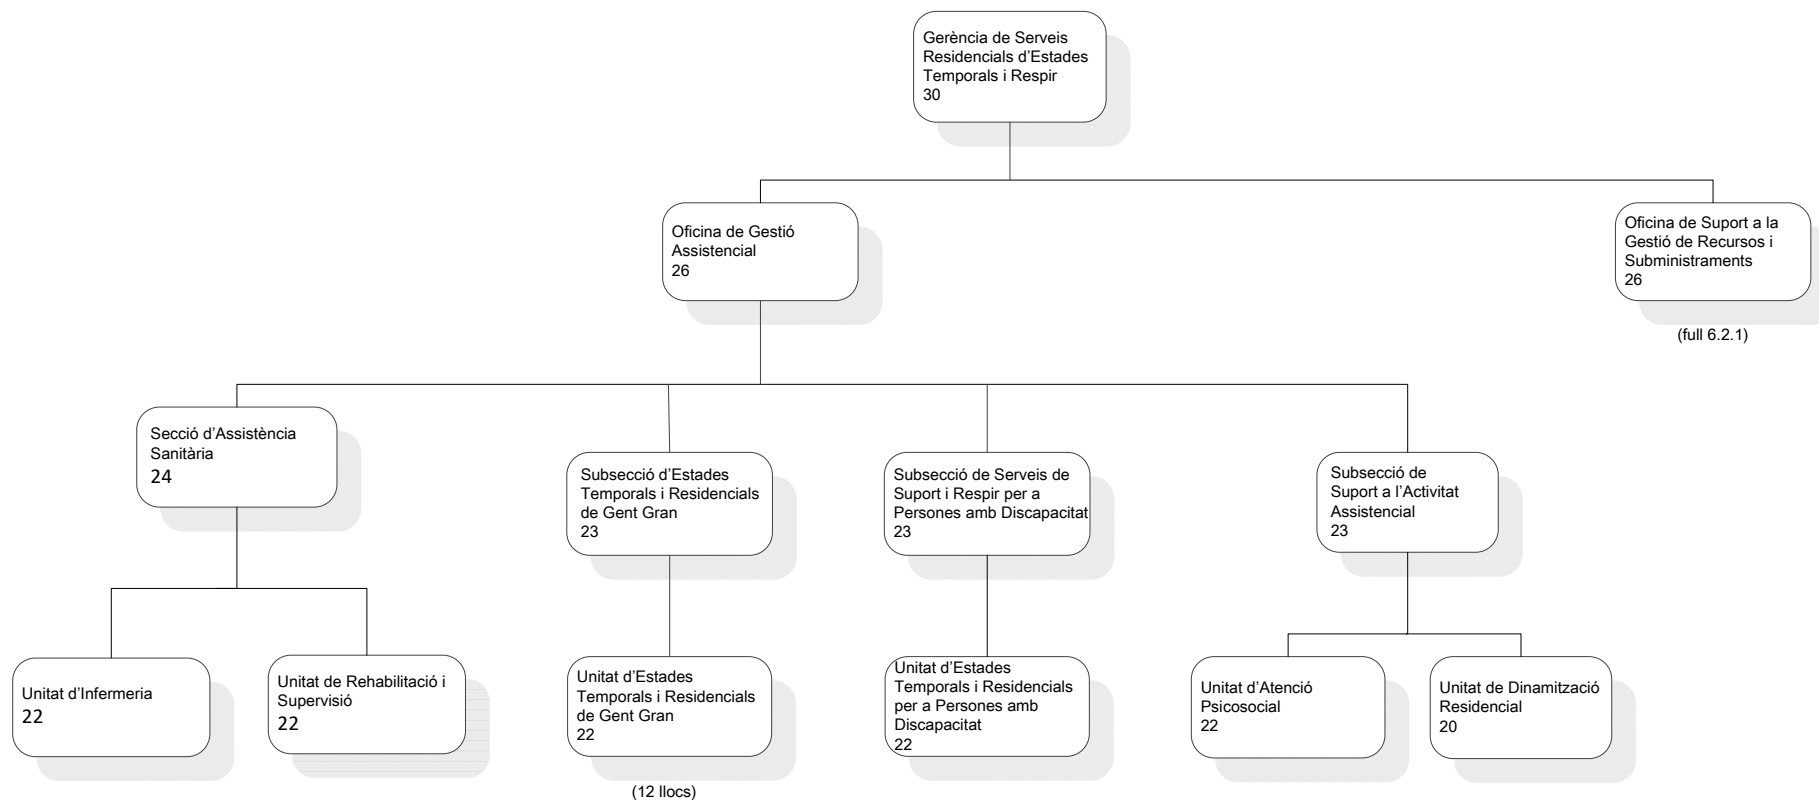 Gerència de Serveis
Residencials d’Estades
Temporals i Respir
30
Oficina de Gestió
Assistencial
26
Oficina de Suport a la
Gestió de Recursos i
Subministraments
26
(full 6.2.1)
Secció d’Assistència
Sanitària
24
Subsecció d’Estades
Temporals i Residencials
de Gent Gran
23
Subsecció de Serveis de
Suport i Respir per a
Persones amb Discapacitat
23
Subsecció de
Suport a l’Activitat
Assistencial
23
Unitat d’Infermeria
22
Unitat de Rehabilitació i
Supervisió
22
Unitat d’Estades
Temporals i Residencials
de Gent Gran
22
(12 llocs)
Unitat d’Estades
Temporals i Residencials
per a Persones amb
Discapacitat
22
Unitat d’Atenció
Psicosocial
22
Unitat de Dinamització
Residencial
20